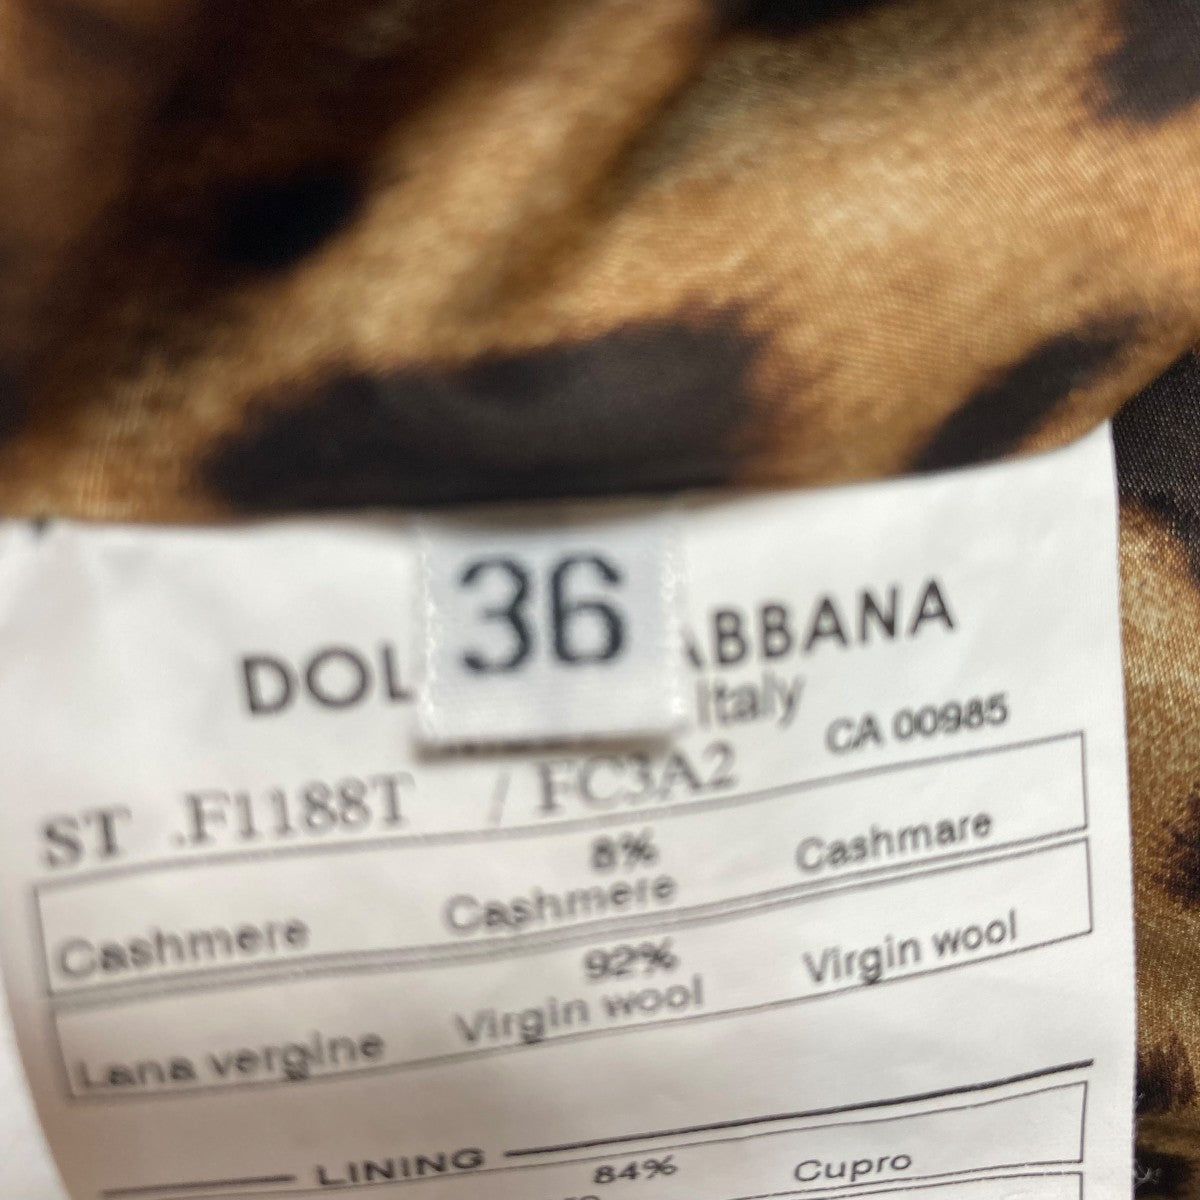 36
DOL ABBANA
Italy
CA 00985
ST .F1188T / FC3A2
8%
Cashmere Cashmere Cashmare
92%
Lana vergine Virgin wool Virgin wool
LINING
84% Cupro